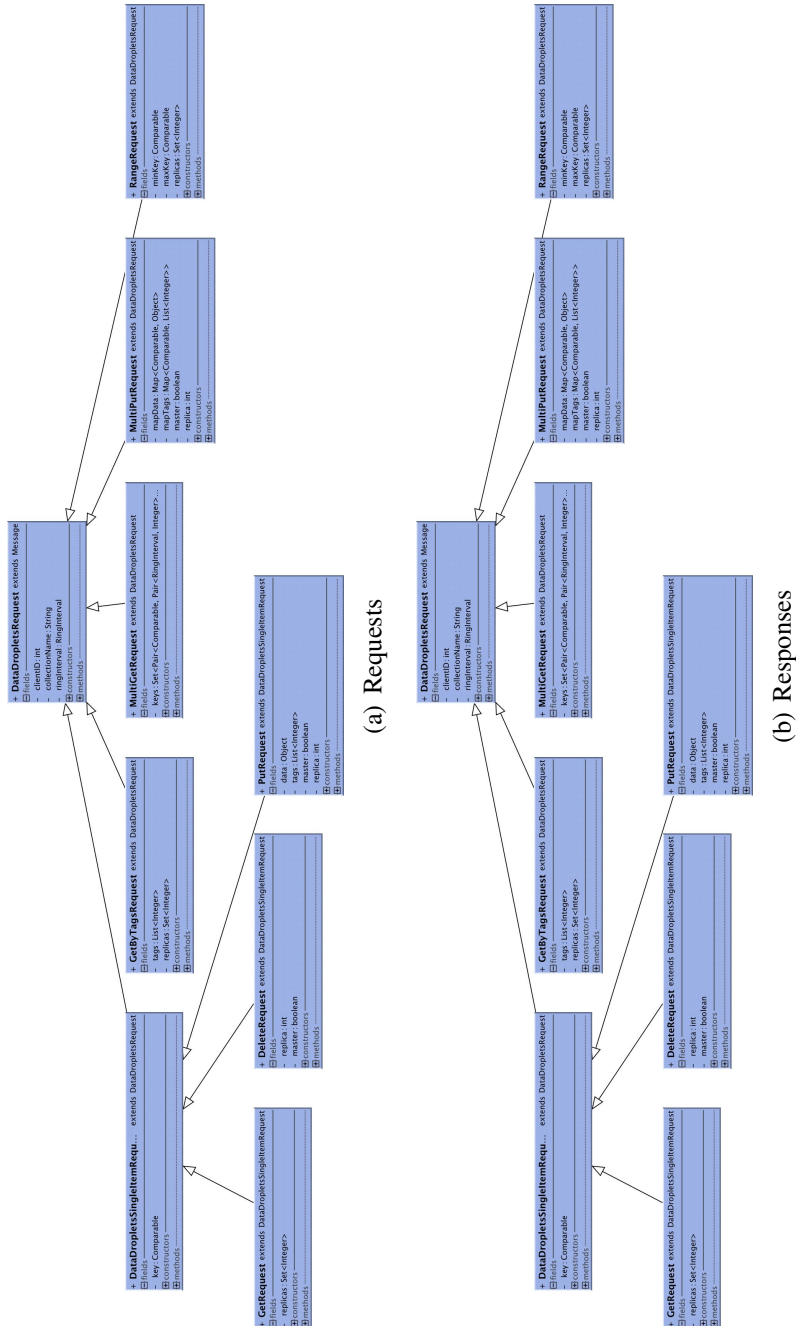 + DataDropletsRequest extends Message
fields
- clientID : int
- collectionName : String
- ringInterval : RingInterval
constructors
methods
+ DataDropletsSingleItemRequ... extends DataDropletsRequest
fields
- key : Comparable
constructors
methods
+ GetByTagsRequest extends DataDropletsRequest
fields
- tags : List<Integer>
- replicas : Set<Integer>
constructors
methods
+ MultiGetRequest extends DataDropletsRequest
fields
- keys : Set<Pair<Comparable, Pair<RingInterval, Integer>...
constructors
methods
+ MultiPutRequest extends DataDropletsRequest
fields
- mapData : Map<Comparable, Object>
- mapTags : Map<Comparable, List<Integer>>
- master : boolean
- replica : int
constructors
methods
+ RangeRequest extends DataDropletsRequest
fields
- minKey : Comparable
- maxKey : Comparable
- replicas : Set<Integer>
constructors
methods
+ GetRequest extends DataDropletsSingleItemRequest
fields
- replicas : Set<Integer>
constructors
methods
+ DeleteRequest extends DataDropletsSingleItemRequest
fields
- replica : int
- master : boolean
constructors
methods
+ PutRequest extends DataDropletsSingleItemRequest
fields
- data : Object
- tags : List<Integer>
- master : boolean
- replica : int
constructors
methods
(a) Requests
+ DataDropletsRequest extends Message
fields
- clientID : int
- collectionName : String
- ringInterval : RingInterval
constructors
methods
+ DataDropletsSingleItemRequ... extends DataDropletsRequest
fields
- key : Comparable
constructors
methods
+ GetByTagsRequest extends DataDropletsRequest
fields
- tags : List<Integer>
- replicas : Set<Integer>
constructors
methods
+ MultiGetRequest extends DataDropletsRequest
fields
- keys : Set<Pair<Comparable, Pair<RingInterval, Integer>...
constructors
methods
+ MultiPutRequest extends DataDropletsRequest
fields
- mapData : Map<Comparable, Object>
- mapTags : Map<Comparable, List<Integer>>
- master : boolean
- replica : int
constructors
methods
+ RangeRequest extends DataDropletsRequest
fields
- minKey : Comparable
- maxKey : Comparable
- replicas : Set<Integer>
constructors
methods
+ GetRequest extends DataDropletsSingleItemRequest
fields
- replicas : Set<Integer>
constructors
methods
+ DeleteRequest extends DataDropletsSingleItemRequest
fields
- replica : int
- master : boolean
constructors
methods
+ PutRequest extends DataDropletsSingleItemRequest
fields
- data : Object
- tags : List<Integer>
- master : boolean
- replica : int
constructors
methods
(b) Responses